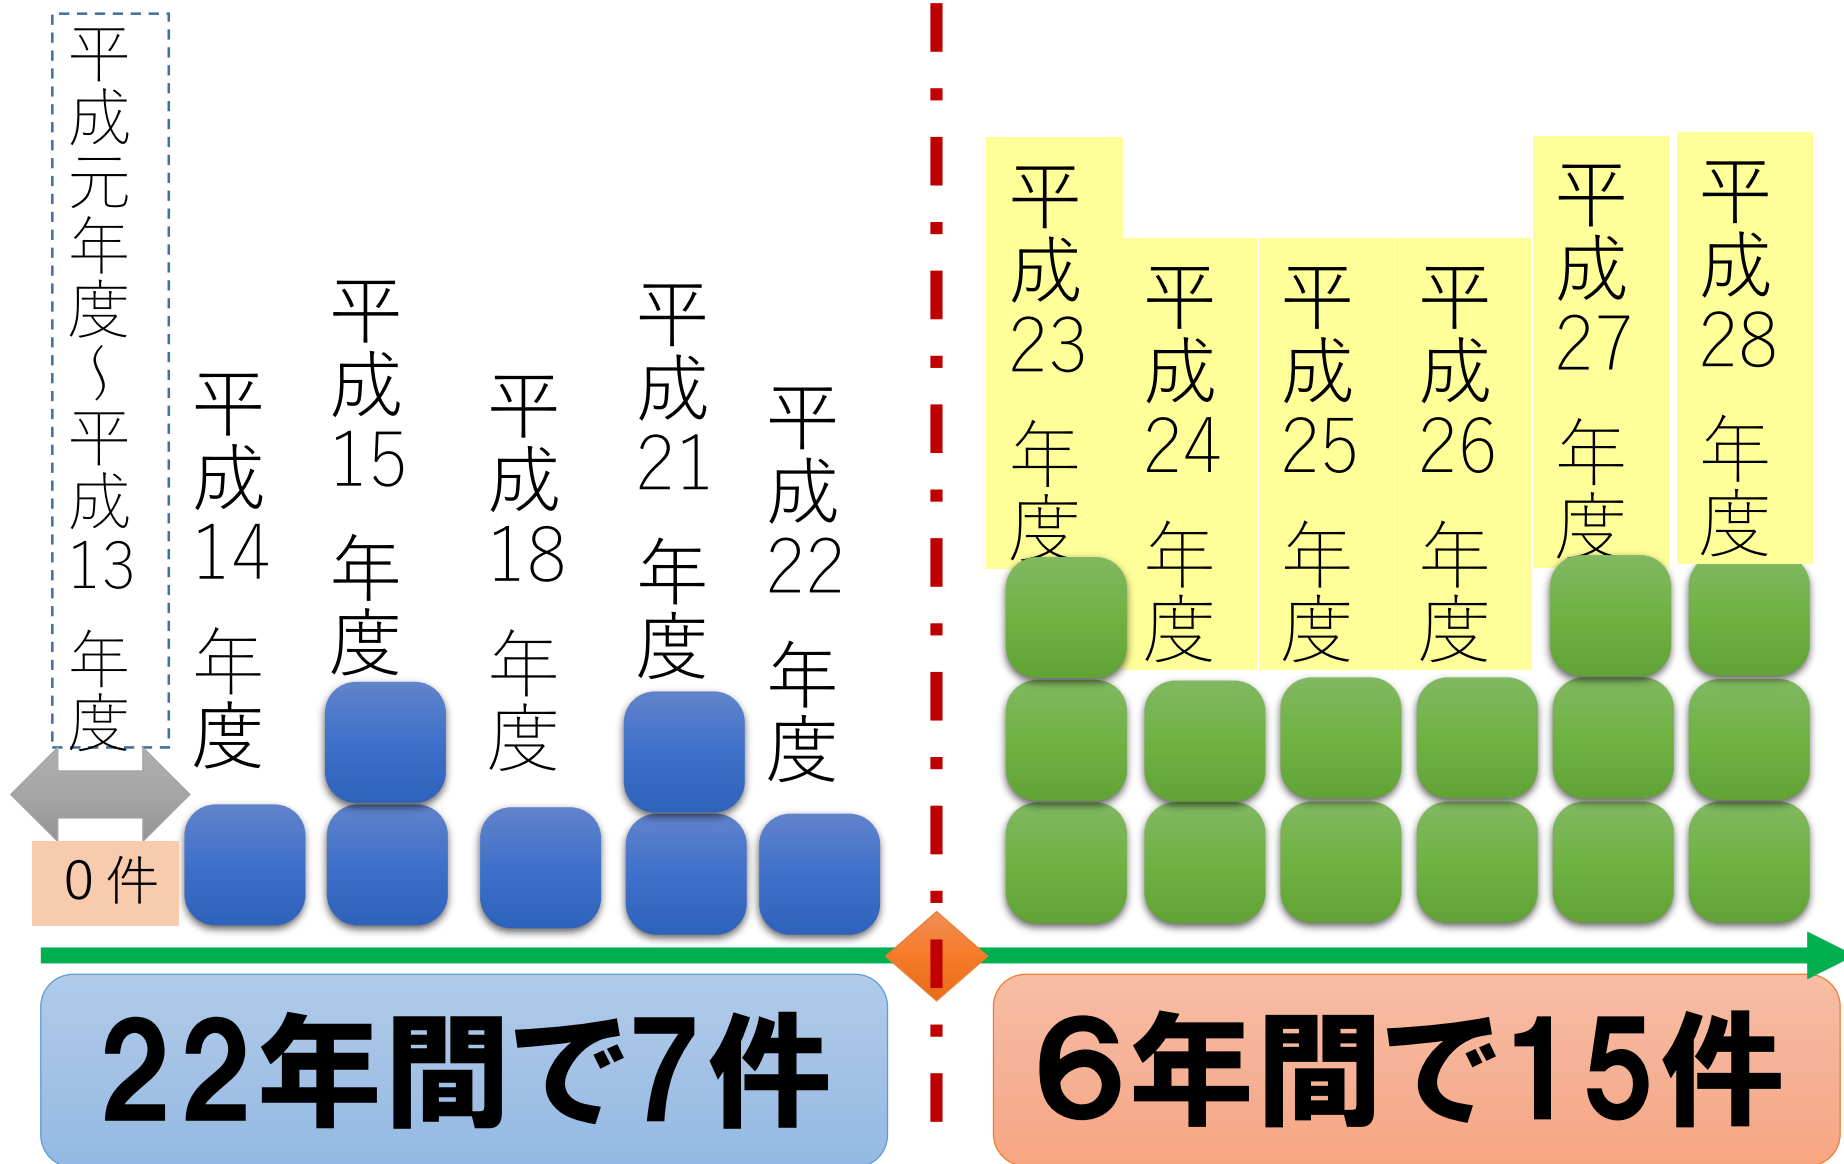 平成元年度～平成13年度
0件
平成14年度
平成15年度
平成18年度
平成21年度
平成22年度
平成23年度
平成24年度
平成25年度
平成26年度
平成27年度
平成28年度
22年間で7件
6年間で15件